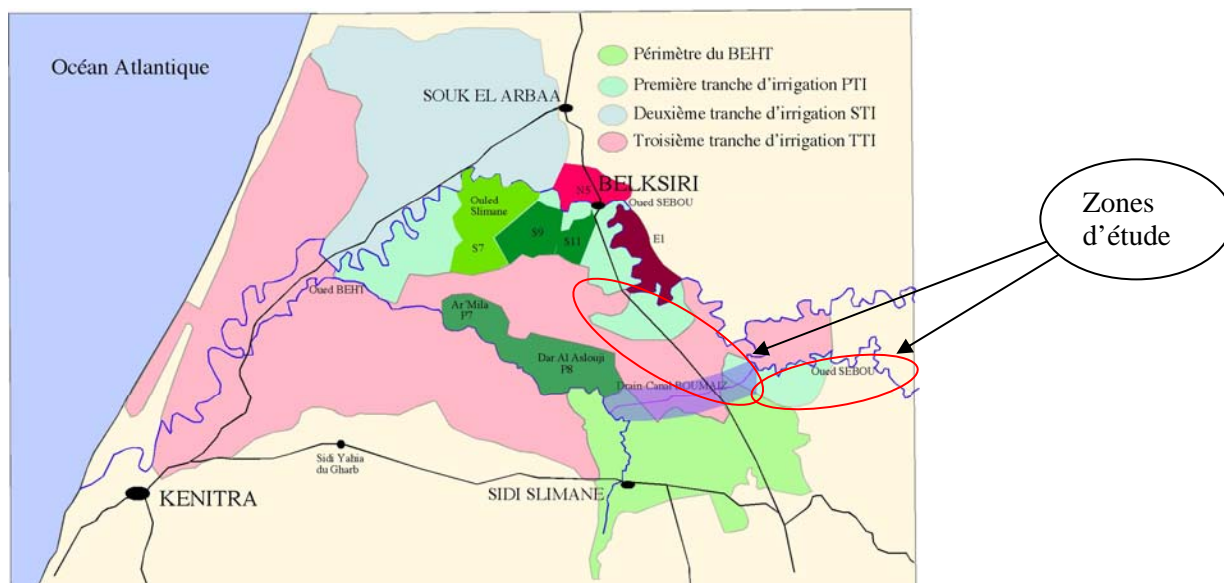 Océan Atlantique
Périmètre du BEHT
Première tranche d'irrigation PTI
Deuxième tranche d'irrigation STI
Troisième tranche d'irrigation TTI
SOUK EL ARBAA
N5
BELKSIRI
Oued SEBOU
Ouled
Slimane
S7
S9
S11
E1
Zones
d'étude
Oued BEHT
Ar Mila
P7
Dar Al Aslouji
P8
Drain Canal BOUMAIZ
Oued SEBOU
Sidi Yahia
du Gharb
KENITRA
SIDI SLIMANE